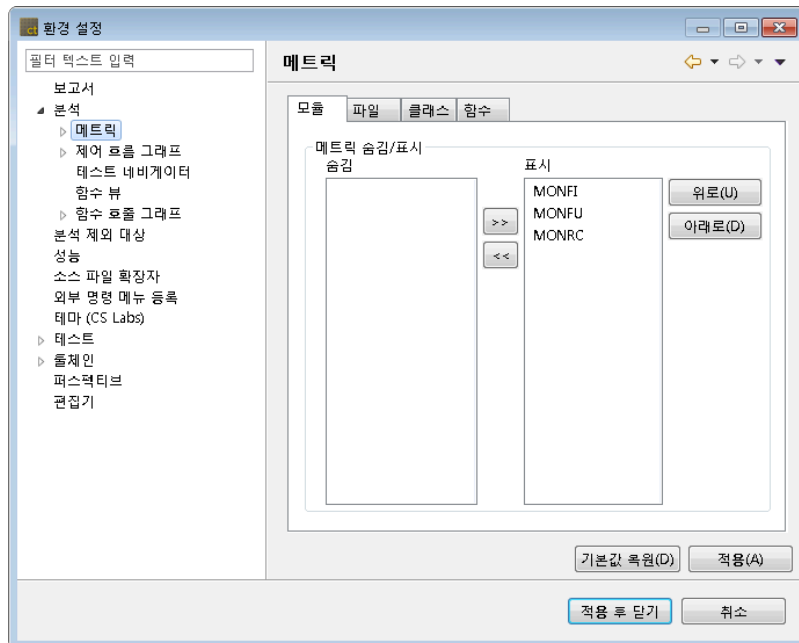 ct 환경 설정
필터 텍스트 입력
메트릭
보고서
분석
메트릭
제어 흐름 그래프
테스트 네비게이터
함수 뷰
함수 호출 그래프
분석 제외 대상
성능
소스 파일 확장자
외부 명령 메뉴 등록
테마 (CS Labs)
테스트
툴체인
퍼스펙티브
편집기
모듈 파일 클래스 함수
메트릭 숨김/표시
숨김 표시
MONFI
MONFU
MONRC
>>
<<
위로(U)
아래로(D)
기본값 복원(D) 적용(A)
적용 후 닫기 취소